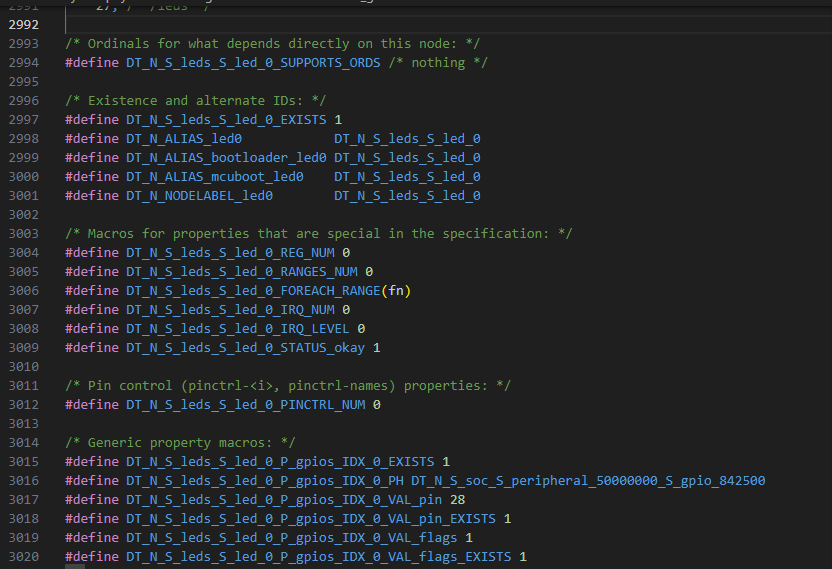 2991 27, /* /leds */
2992
2993 /* Ordinals for what depends directly on this node: */
2994 #define DT_N_S_leds_S_led_0_SUPPORTS_ORDS /* nothing */
2995
2996 /* Existence and alternate IDs: */
2997 #define DT_N_S_leds_S_led_0_EXISTS 1
2998 #define DT_N_ALIAS_led0            DT_N_S_leds_S_led_0
2999 #define DT_N_ALIAS_bootloader_led0 DT_N_S_leds_S_led_0
3000 #define DT_N_ALIAS_mcuboot_led0    DT_N_S_leds_S_led_0
3001 #define DT_N_NODELABEL_led0        DT_N_S_leds_S_led_0
3002
3003 /* Macros for properties that are special in the specification: */
3004 #define DT_N_S_leds_S_led_0_REG_NUM 0
3005 #define DT_N_S_leds_S_led_0_RANGES_NUM 0
3006 #define DT_N_S_leds_S_led_0_FOREACH_RANGE(fn)
3007 #define DT_N_S_leds_S_led_0_IRQ_NUM 0
3008 #define DT_N_S_leds_S_led_0_IRQ_LEVEL 0
3009 #define DT_N_S_leds_S_led_0_STATUS_okay 1
3010
3011 /* Pin control (pinctrl-<i>, pinctrl-names) properties: */
3012 #define DT_N_S_leds_S_led_0_PINCTRL_NUM 0
3013
3014 /* Generic property macros: */
3015 #define DT_N_S_leds_S_led_0_P_gpios_IDX_0_EXISTS 1
3016 #define DT_N_S_leds_S_led_0_P_gpios_IDX_0_PH DT_N_S_soc_S_peripheral_50000000_S_gpio_842500
3017 #define DT_N_S_leds_S_led_0_P_gpios_IDX_0_VAL_pin 28
3018 #define DT_N_S_leds_S_led_0_P_gpios_IDX_0_VAL_pin_EXISTS 1
3019 #define DT_N_S_leds_S_led_0_P_gpios_IDX_0_VAL_flags 1
3020 #define DT_N_S_leds_S_led_0_P_gpios_IDX_0_VAL_flags_EXISTS 1